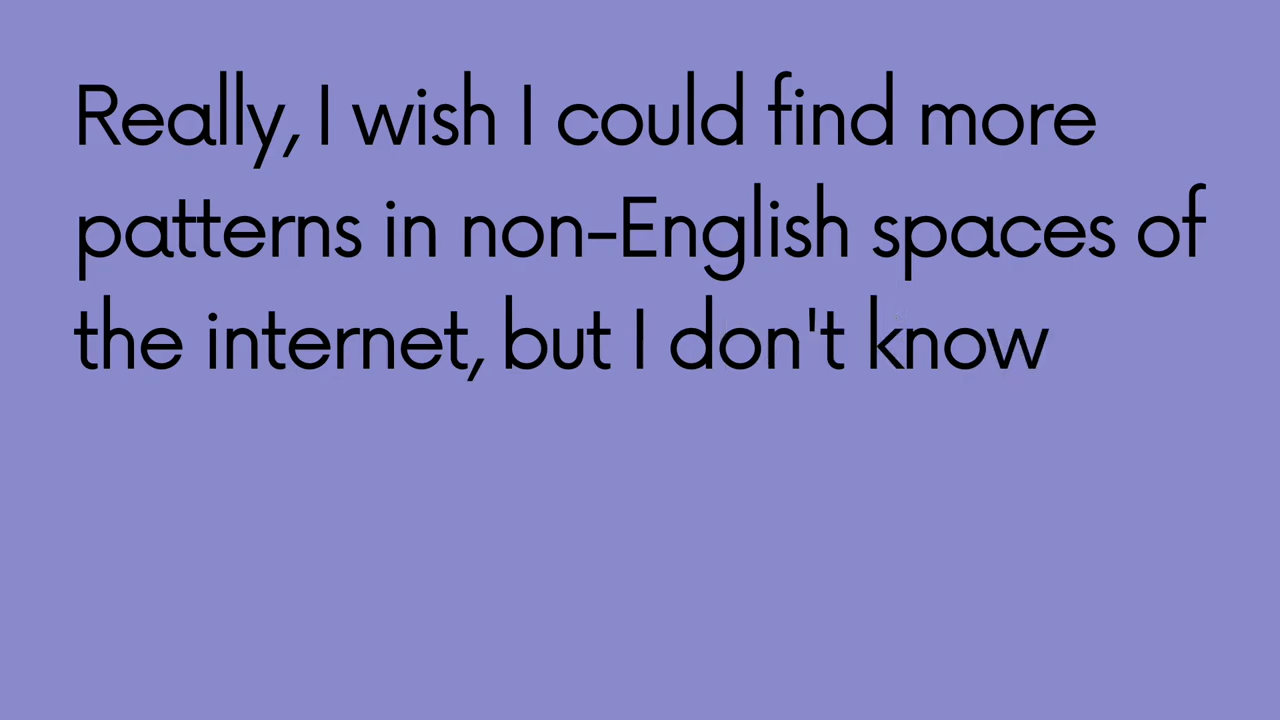 Really, I wish I could find more
patterns in non-English spaces of
the internet, but I don't know